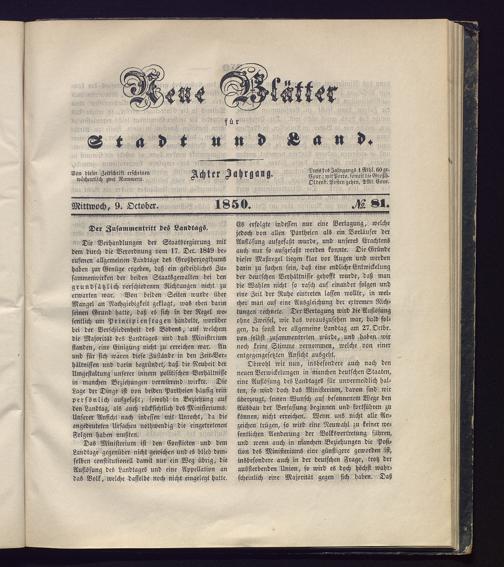 Neue Blätter
für
Stadt und Land.
Von dieser Zeitschrift erscheinen
wöchentlich zwei Nummern.
Achter Jahrgang.
Mittwoch, 9. October.
1850.
№ 81.
Der Zusammentritt des Landtags.
Die Verhandlungen der Staatsregierung mit
dem durch die Verordnung vom 17. Oct. 1849 be-
rufenen allgemeinen Landtage des Großherzogthums
haben zur Genüge ergeben, daß ein gedeihliches Zu-
sammenwirken der beiden Staatsgewalten bei den
grundsätzlich verschiedenen Richtungen nicht zu
erwarten war. Von beiden Seiten wurde über
Mangel an Nachgiebigkeit geklagt, was eben darin
seinen Grund hatte, daß es sich in der Regel we-
sentlich um Principienfragen handelte, worüber
bei der Verschiedenheit des Bodens, auf welchem
die Majorität des Landtags und das Ministerium
standen, eine Einigung nicht zu erreichen war. An
und für sich wären diese Zustände in den Zeit-Ver-
hältnissen und darin begründet, daß die Neuheit der
Umgestaltung unserer innern politischen Verhältnisse
in manchen Beziehungen verwirrend wirkte. Die
Lage der Dinge ist von beiden Partheien häufig rein
persönlich aufgefaßt, sowohl in Beziehung auf
den Landtag, als auch rücksichtlich des Ministeriums.
Unserer Ansicht nach indessen mit Unrecht, da die
angedeuteten Ursachen nothwendig die eingetretenen
Folgen haben mußten.
Das Ministerium ist den Conflicten und dem
Landtage gegenüber nicht gewichen und es blieb dem-
selben constitutionell damit nur ein Weg übrig, die
Auflösung des Landtages und eine Appellation an
das Volk, welche dasselbe noch nicht eingelegt hatte.
Es erfolgte indessen nur eine Vertagung, welche
jedoch von allen Partheien als ein Vorläufer der
Auflösung aufgefaßt wurde, und unseres Erachtens
auch nur so aufgefaßt werden konnte. Die Gründe
dieser Maßregel liegen klar vor Augen und werden
darin zu suchen sein, daß eine endliche Entwickelung
der deutschen Verhältnisse gehofft wurde, daß man
die Wahlen nicht so rasch auf einander folgen und
eine Zeit der Ruhe eintreten lassen wollte, in wel-
cher man auf eine Ausgleichung der extremen Rich-
tungen rechnete. Der Vertagung wird die Auflösung
ohne Zweifel, wie das vorauszusehen war, bald fol-
gen, da sonst der allgemeine Landtag am 27. Octbr.
von selbst zusammentreten würde, und haben wir
noch keine Stimme vernommen, welche von einer
entgegengesetzten Ansicht ausgeht.
Obwohl wir nun, insbesondere auch nach den
neuen Verwickelungen in manchen deutschen Staaten,
eine Auflösung des Landtages für unvermeidlich hal-
ten, so wird doch das Ministerium, davon sind wir
überzeugt, seinen Wunsch auf besonnenem Wege den
Ausbau der Verfassung beginnen und fortführen zu
können, nicht erreichen. Wenn uns nicht alle An-
zeichen trügen, so wird eine Neuwahl zu keiner we-
sentlichen Aenderung der Volksvertretung führen,
und wenn auch in manchen Beziehungen die Posi-
tion des Ministeriums eine günstigere geworden ist,
insbesondere auch in der deutschen Frage, trotz der
aussterbenden Union, so wird es doch höchst wahr-
scheinlich eine Majorität gegen sich haben. Daß